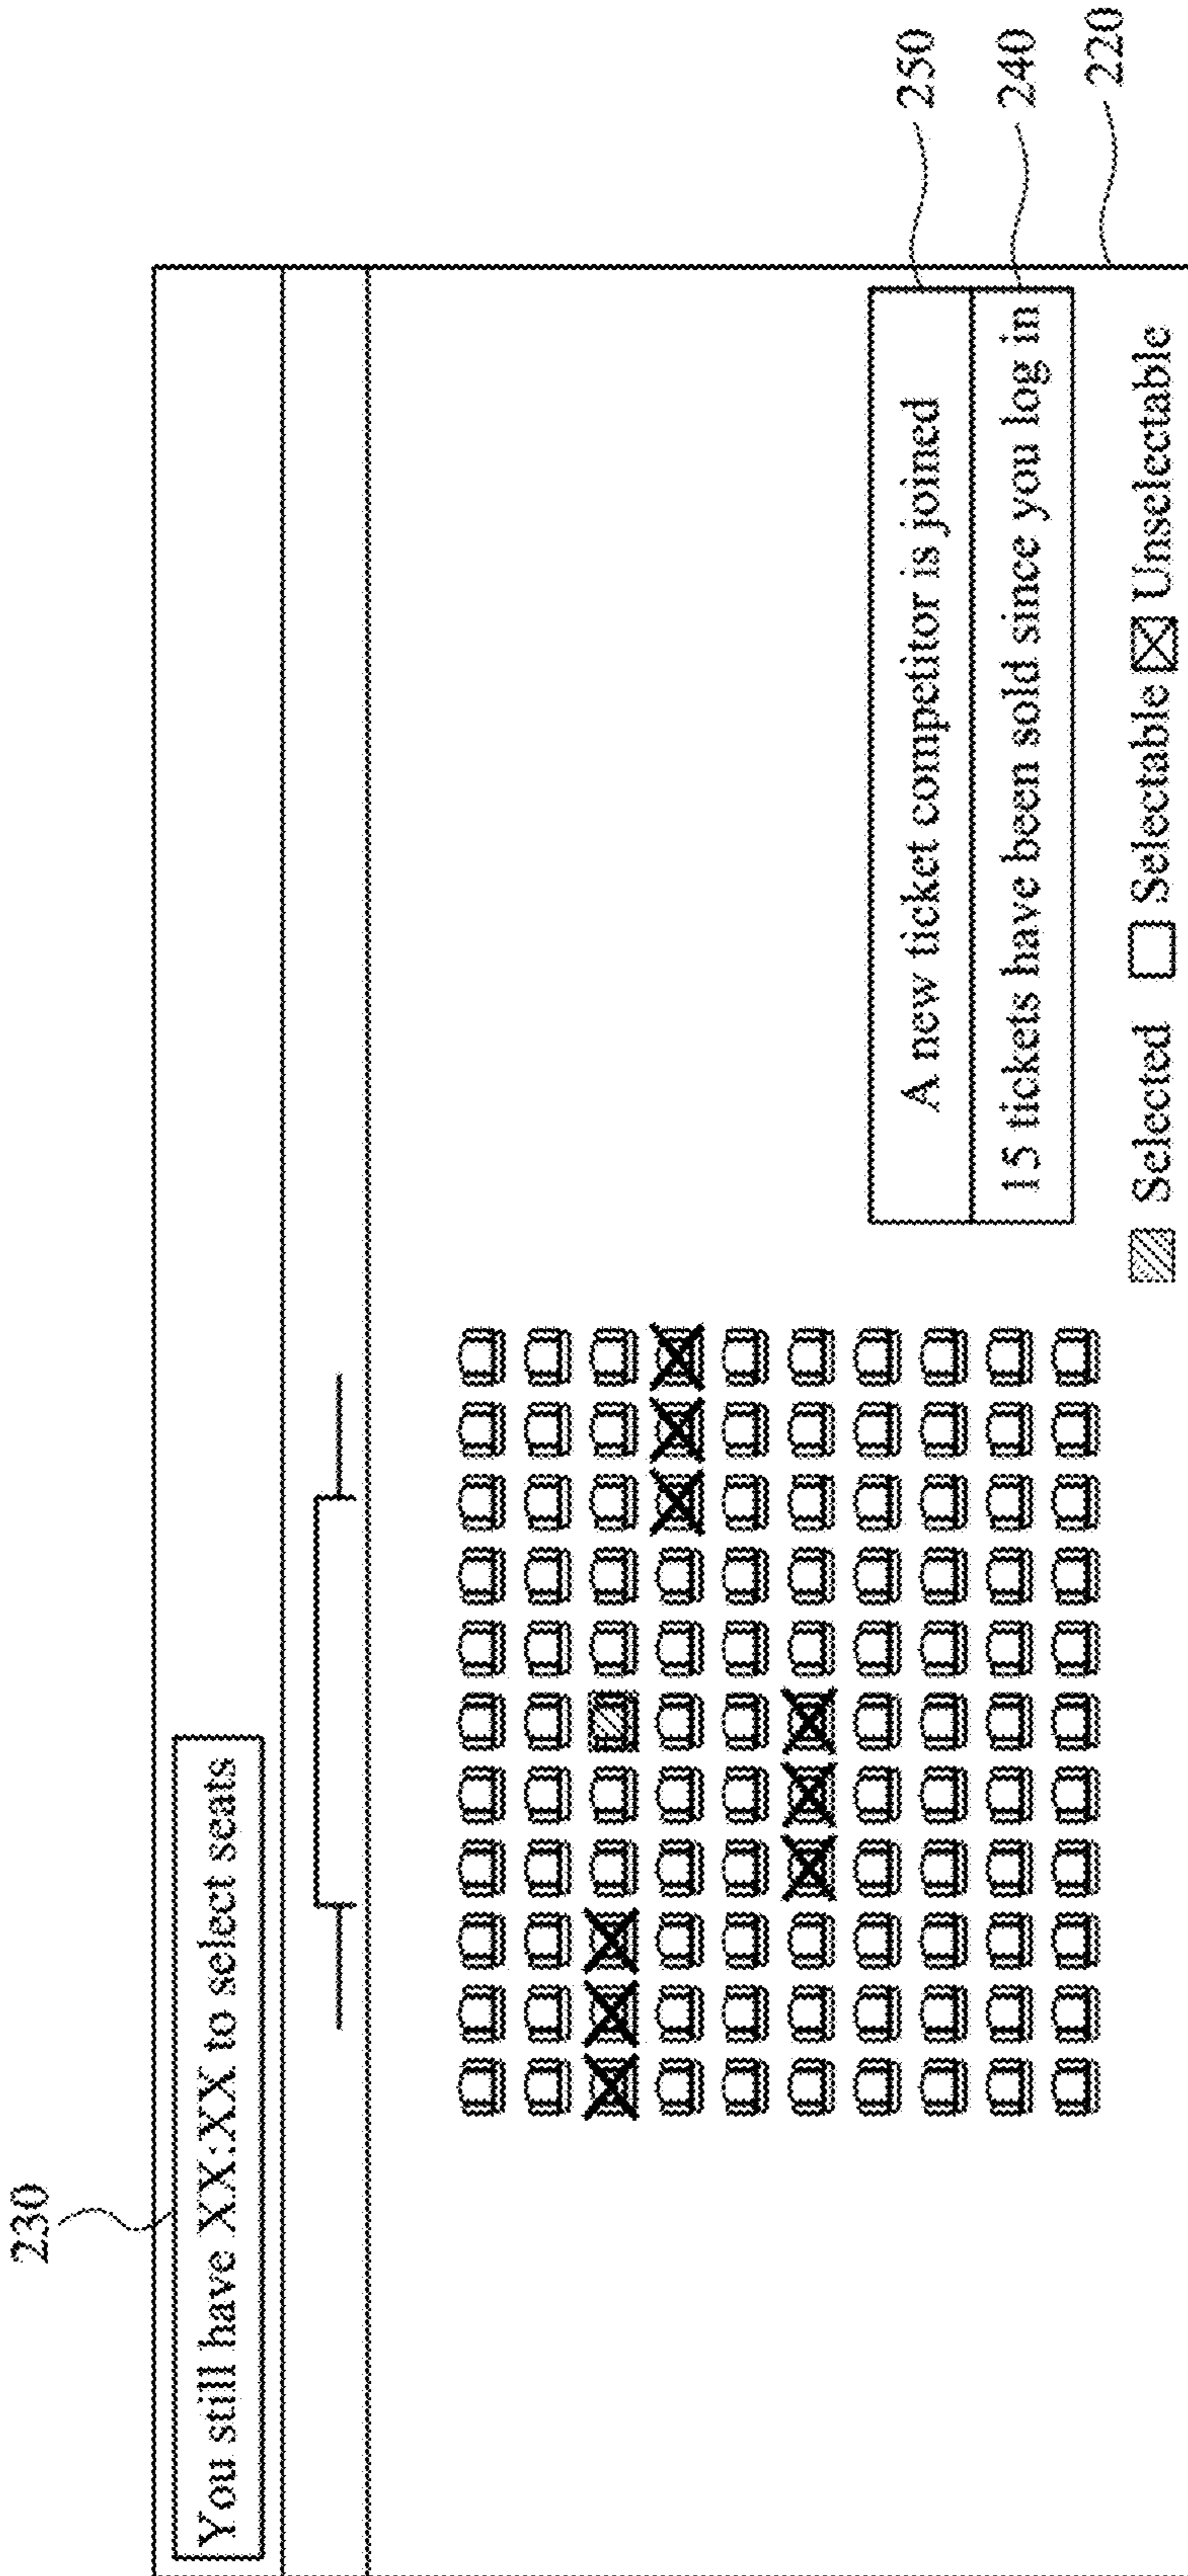 230
You still have XX:XX to select seats
A new ticket competitor is joined
250
15 tickets have been sold since you log in
240
Selected Selectable Unselectable
220